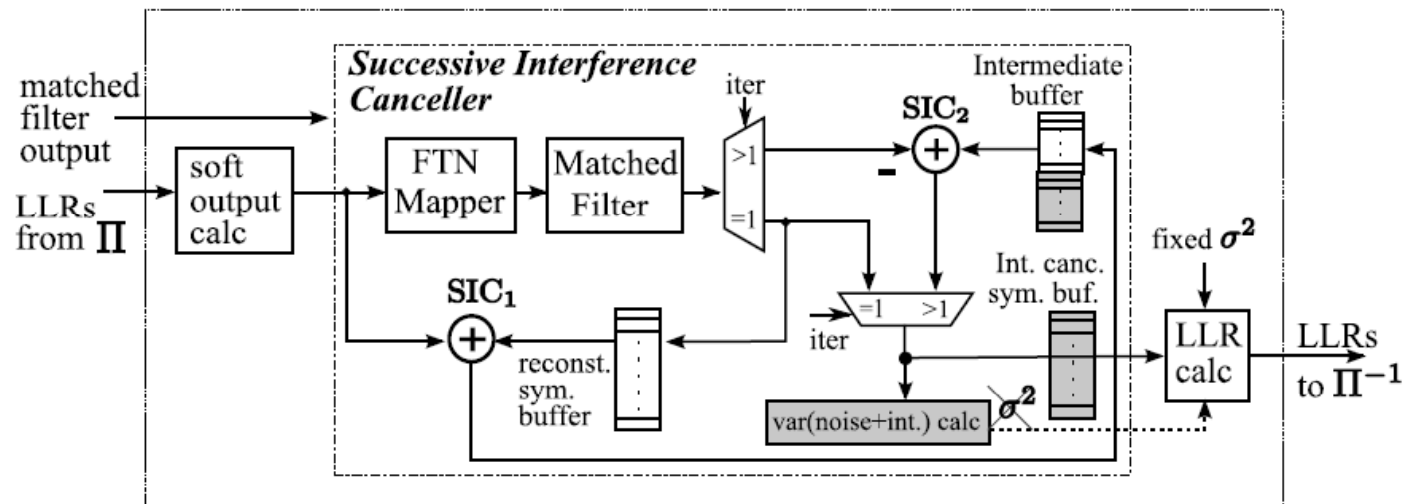 Successive Interference
Canceller
matched
filter
output
LLRs
from Π
soft
output
calc
FTN
Mapper
Matched
Filter
iter
>1
=1
SIC₂
-
+
Intermediate
buffer
SIC₁
+
reconst.
sym.
buffer
=1 >1
iter
Int. canc.
sym. buf.
var(noise+int.) calc
σ²
fixed σ²
LLR
calc
LLRs
to Π⁻¹